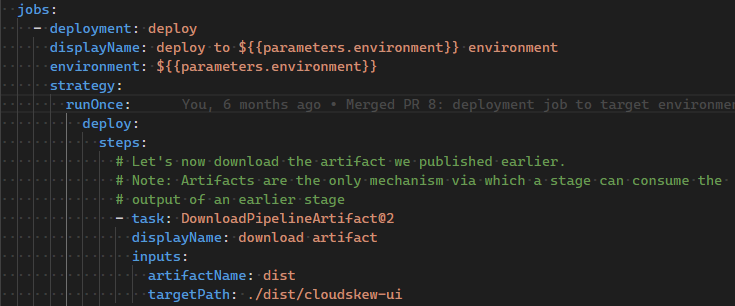 jobs:
- deployment: deploy
displayName: deploy to ${{parameters.environment}} environment
environment: ${{parameters.environment}}
strategy:
runOnce: You, 6 months ago • Merged PR 8: deployment job to target environme
deploy:
steps:
# Let's now download the artifact we published earlier.
# Note: Artifacts are the only mechanism via which a stage can consume the
# output of an earlier stage
- task: DownloadPipelineArtifact@2
displayName: download artifact
inputs:
artifactName: dist
targetPath: ./dist/cloudskew-ui